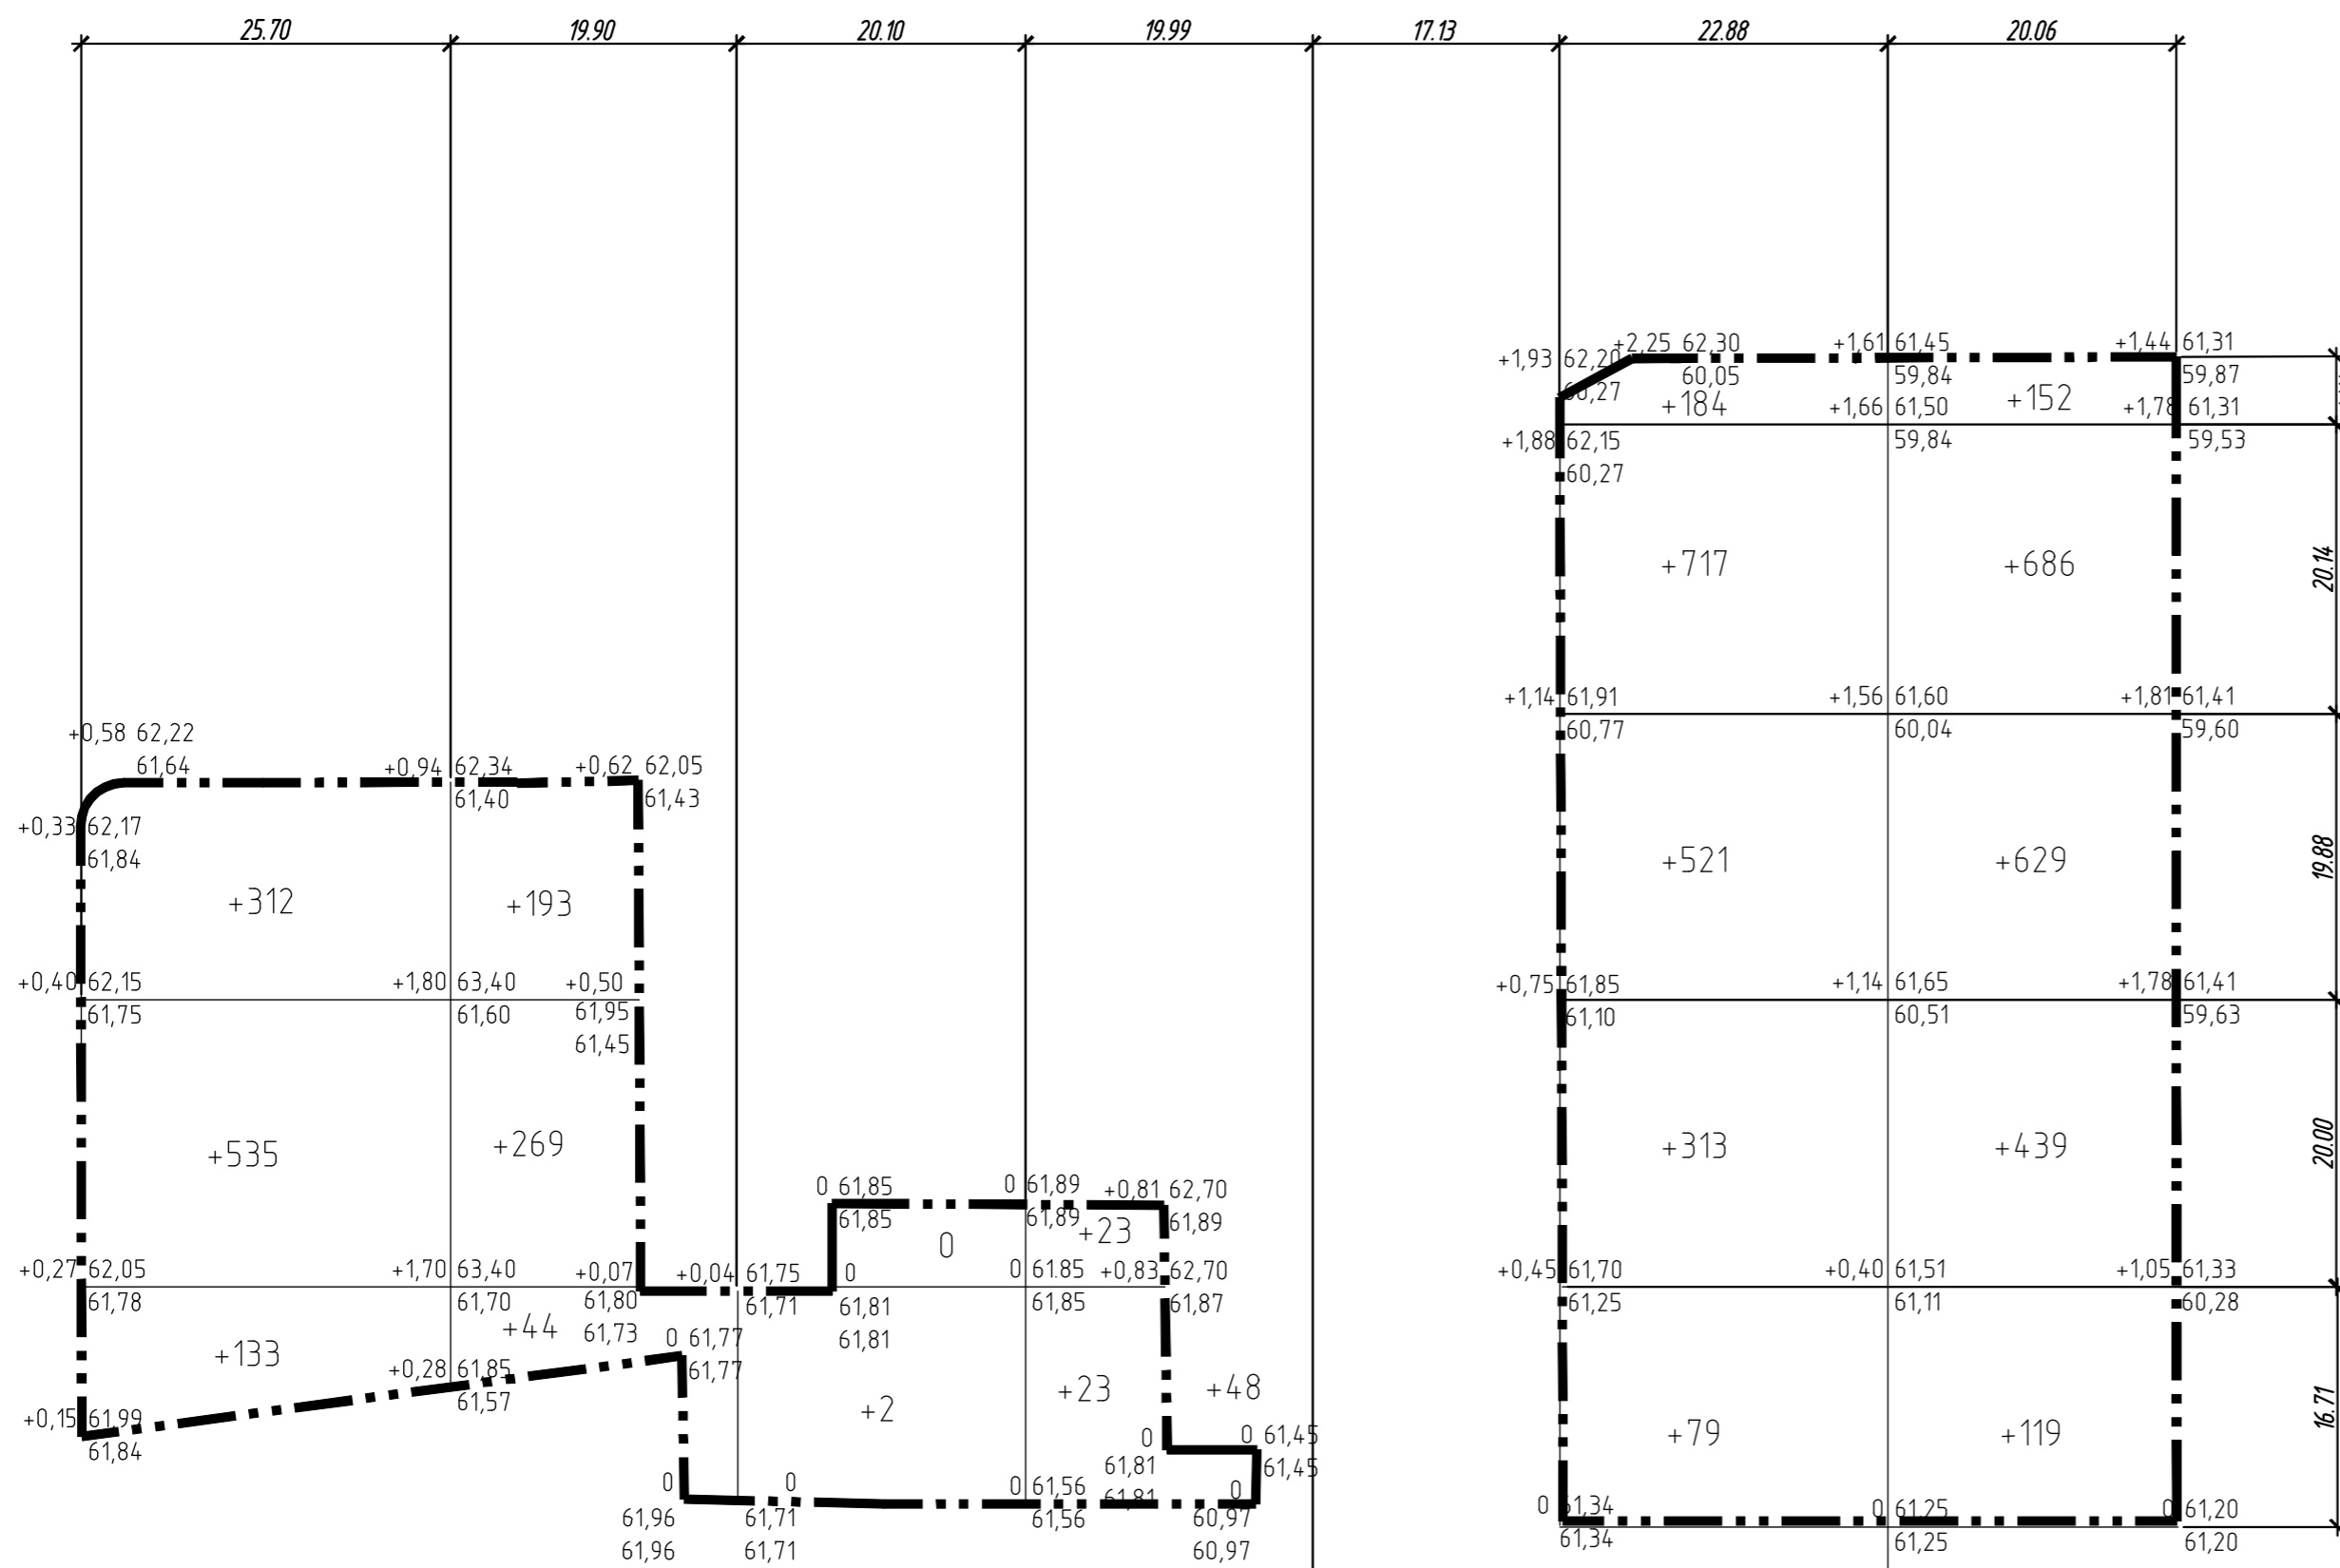 25.70 19.90 20.10 19.99 17.13 22.88 20.06
+2,25 62,30 +1,61 61,45 +1,44 61,31
+1,93 62,20
60,05 59,84 59,87
60,27
+184 +152
+1,66 61,50 +1,78 61,31
+1,88 62,15 59,84 59,53
60,27
+717 +686 20.14
+1,14 61,91 +1,56 61,60 +1,81 61,41
60,77 60,04 59,60
+0,58 62,22
61,64 +0,94 62,34 +0,62 62,05
61,40 61,43
+0,33 62,17
61,84
+521 +629 19.88
+312 +193
+0,40 62,15 +1,80 63,40 +0,50 +0,75 61,85 +1,14 61,65 +1,78 61,41
61,75 61,60 61,95 61,10 60,51 59,63
61,45
+535 +269 +313 +439 20.00
0 61,85 0 61,89 +0,81 62,70
61,85 61,89 61,89
0 +23
+0,27 62,05 +1,70 63,40 +0,07 +0,04 61,75 0 0 61.85 +0,83 62,70 +0,45 61,70 +0,40 61,51 +1,05 61,33
61,78 61,70 61,80 61,71 61,81 61,85 61,87 61,25 61,11 60,28
+44 61,73 0 61,77 61,81
+133 +0,28 61,85 61,77
61,57 +2 +23 +48 16.71
+0,15 61,99 0 0 61,45 +79 +119
61,84 61,81 61,45
0 0 0 61,56 0 0 61,34 0 61,25 0 61,20
61,81
61,96 61,71 61,56 60,97 61,34 61,25 61,20
61,96 61,71 60,97